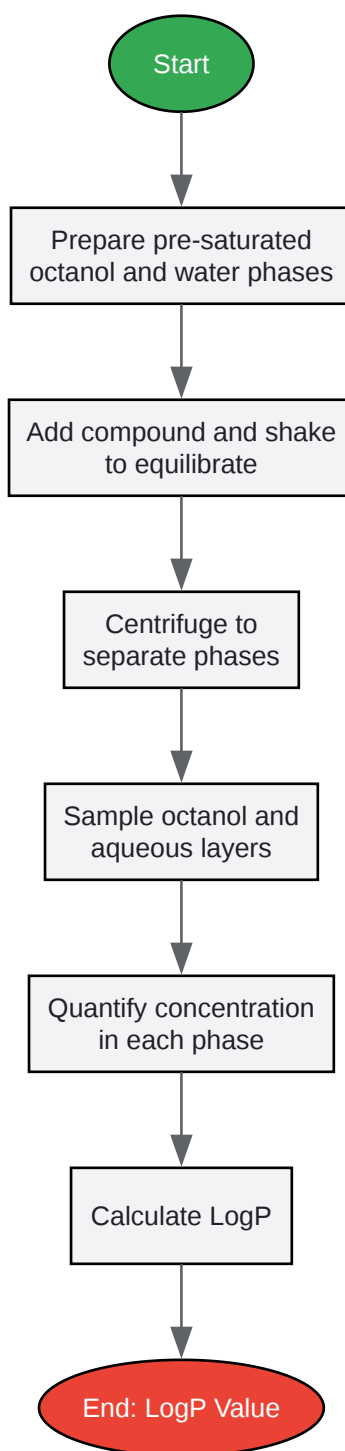 Start
Prepare pre-saturated
octanol and water phases
Add compound and shake
to equilibrate
Centrifuge to
separate phases
Sample octanol and
aqueous layers
Quantify concentration
in each phase
Calculate LogP
End: LogP Value